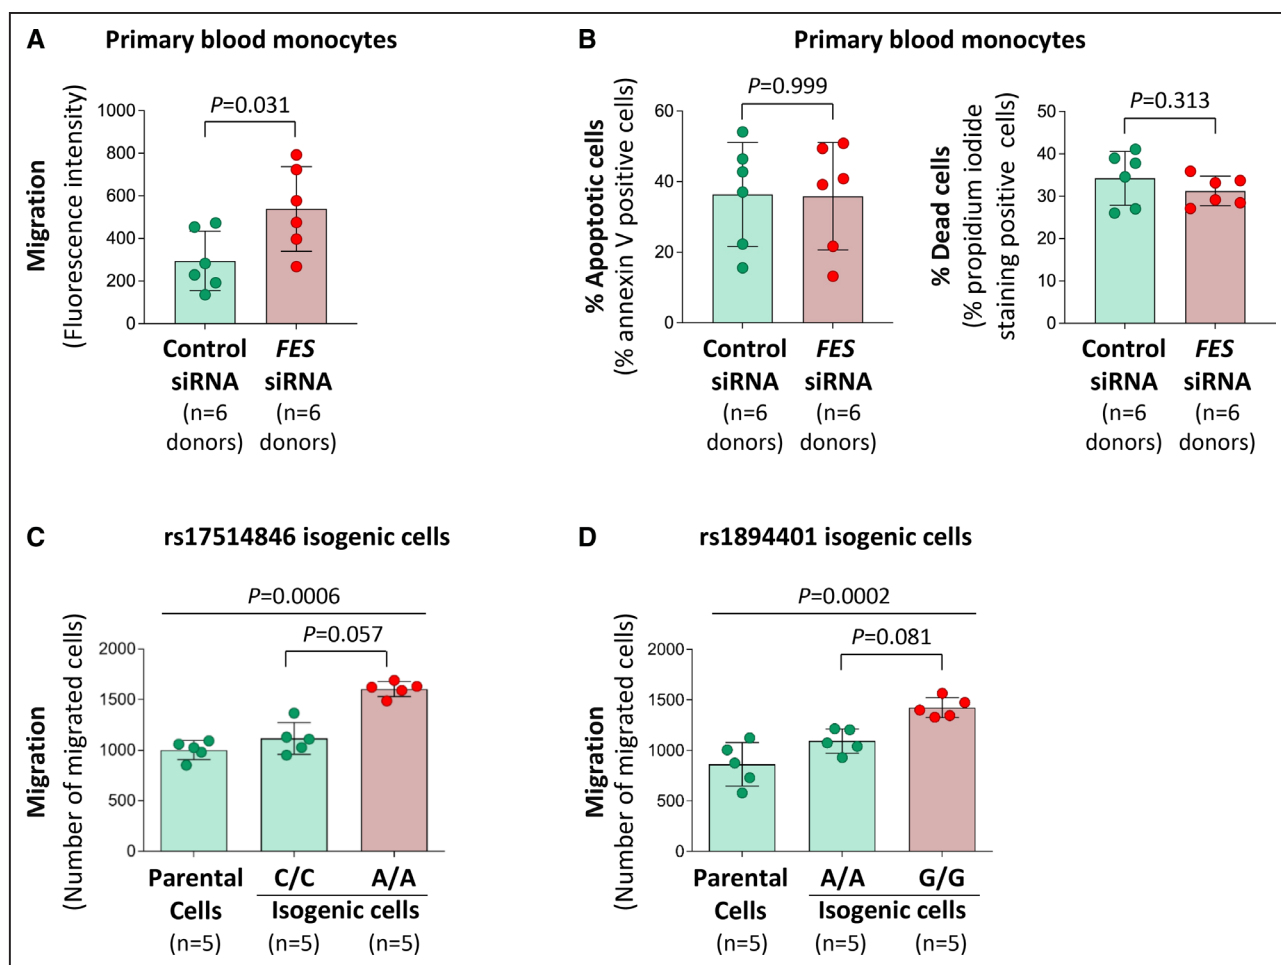 A
Primary blood monocytes
Migration
(Fluorescence intensity)
P=0.031
1000
800
600
400
200
0
Control siRNA (n=6 donors)
FES siRNA (n=6 donors)
B
Primary blood monocytes
% Apoptotic cells
(% annexin V positive cells)
P=0.999
60
40
20
0
Control siRNA (n=6 donors)
FES siRNA (n=6 donors)
% Dead cells
(% propidium iodide
staining positive cells)
P=0.313
50
40
30
20
10
0
Control siRNA (n=6 donors)
FES siRNA (n=6 donors)
C
rs17514846 isogenic cells
Migration
(Number of migrated cells)
P=0.0006
P=0.057
2000
1500
1000
500
0
Parental Cells (n=5)
C/C
A/A
Isogenic cells
(n=5)
(n=5)
D
rs1894401 isogenic cells
Migration
(Number of migrated cells)
P=0.0002
P=0.081
2000
1500
1000
500
0
Parental Cells (n=5)
A/A
G/G
Isogenic cells
(n=5)
(n=5)